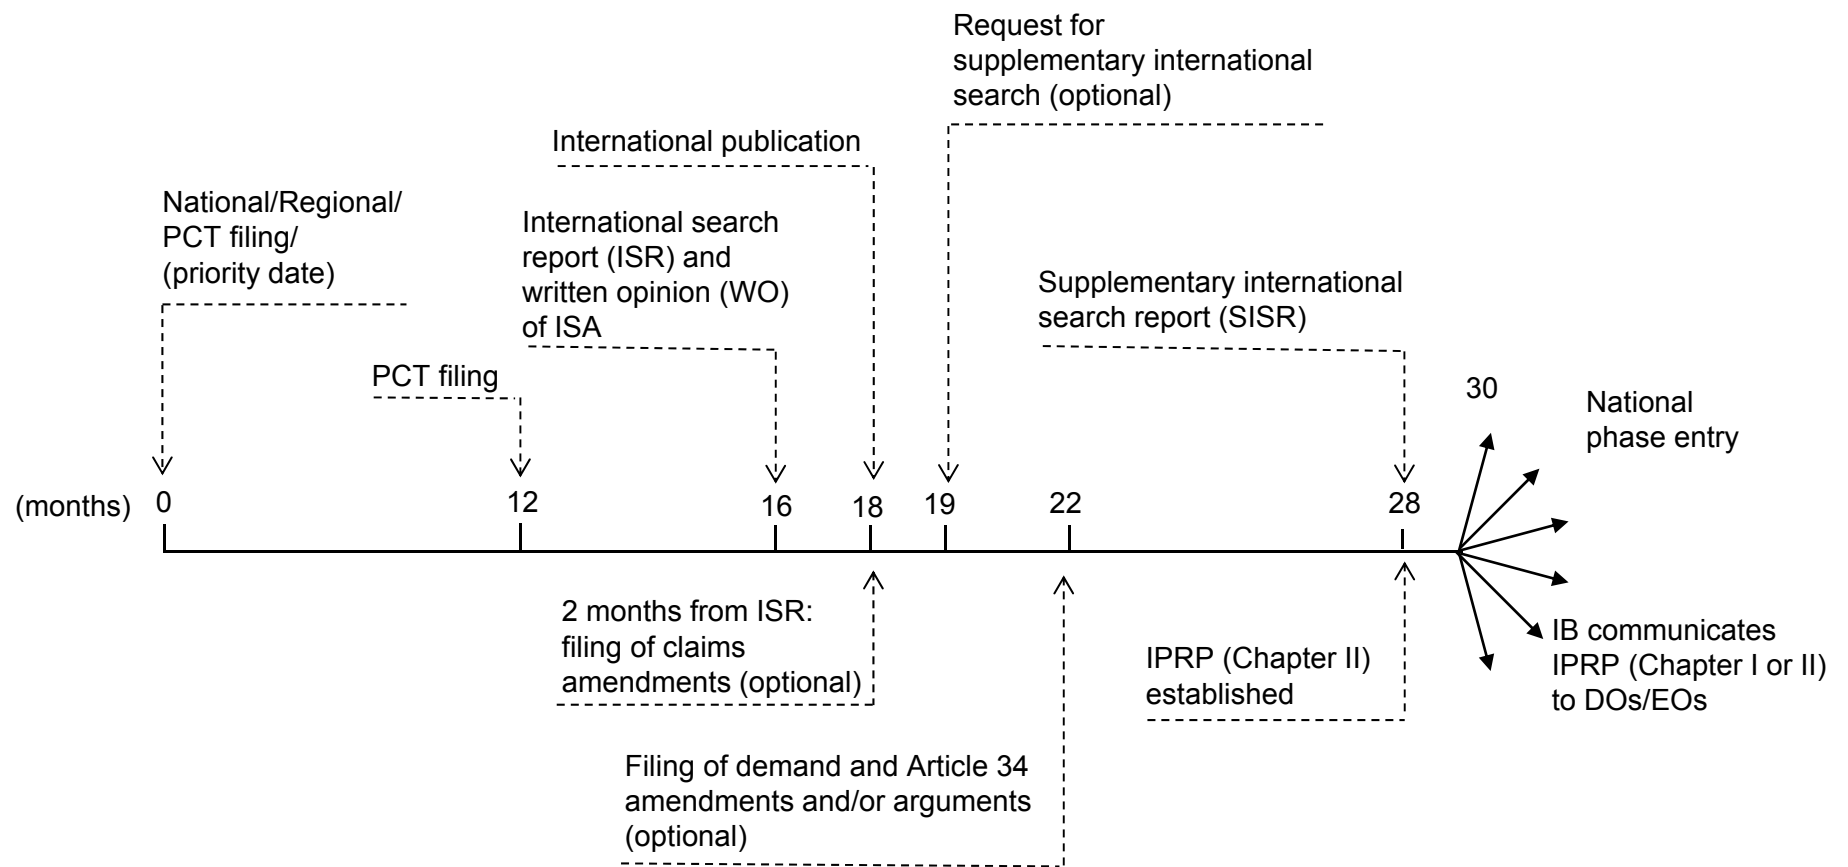 Request for
supplementary international
search (optional)
International publication
National/Regional/
PCT filing/
(priority date)
International search
report (ISR) and
written opinion (WO)
of ISA
Supplementary international
search report (SISR)
PCT filing
30
National
phase entry
(months) 0 12 16 18 19 22 28
2 months from ISR:
filing of claims
amendments (optional)
IPRP (Chapter II)
established
IB communicates
IPRP (Chapter I or II)
to DOs/EOs
Filing of demand and Article 34
amendments and/or arguments
(optional)